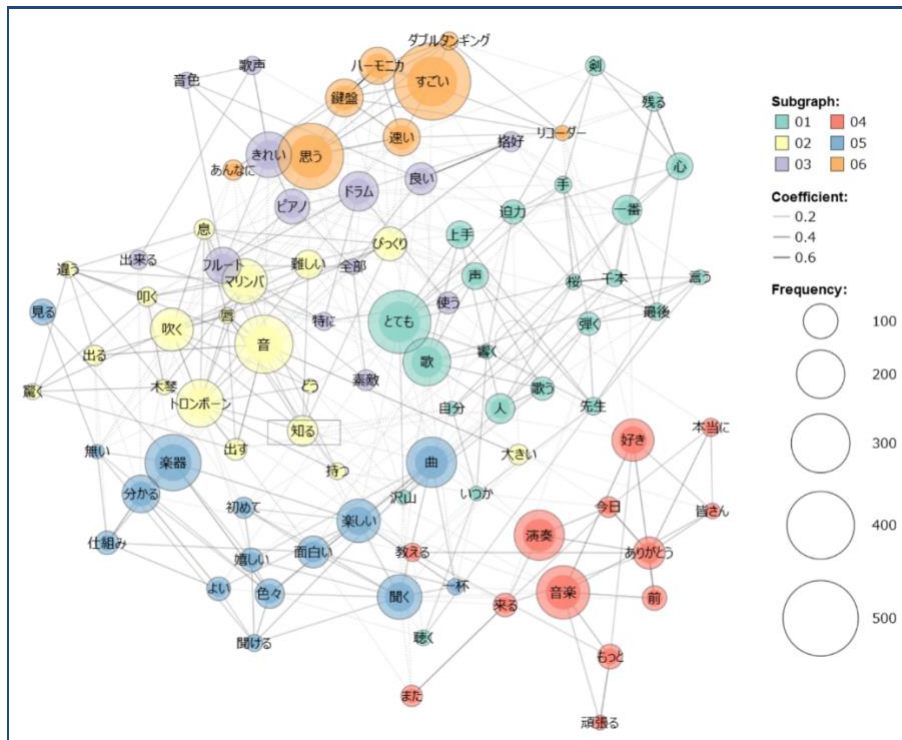 ダブルタンギング
歌声
ハーモニカ
音色
すごい
剣
鍵盤
残る
速い
リコーダー
格好
きれい
思う
あんなに
心
良い
手
ドラム
ピアノ
迫力
一番
息
上手
びっくり
出来る
フルート
難しい
全部
違う
マリンバ
声
桜
千本
言う
叩く
使う
見る
唇
特に
とても
弾く
最後
吹く
音
出る
歌
響く
素敵
驚く
木琴
どう
歌う
トロンボーン
自分
人
先生
知る
本当に
好き
無い
出す
大きい
楽器
持つ
曲
分かる
沢山
いつか
初めて
今日
皆さん
楽しい
仕組み
演奏
面白い
教える
ありがとう
嬉しい
よい
色々
一杯
聞く
音楽
来る
前
聴く
聞ける
もっと
また
頑張る
Subgraph:
01 04
02 05
03 06
Coefficient:
0.2
0.4
0.6
Frequency:
100
200
300
400
500